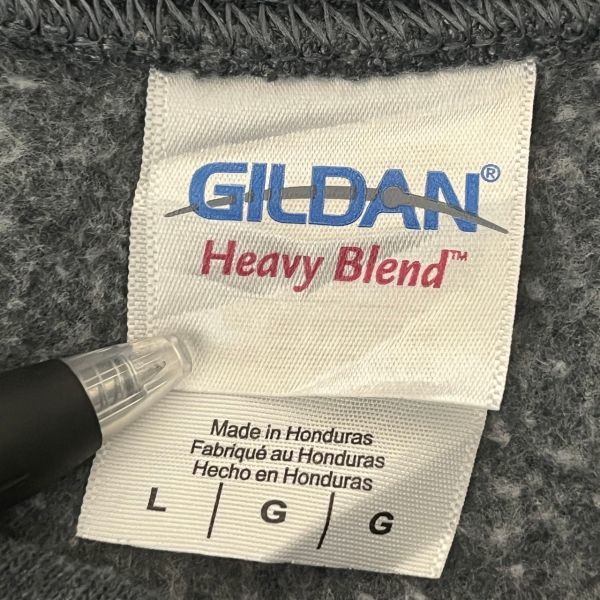 GILDAN®
Heavy Blend™
Made in Honduras
Fabriqué au Honduras
Hecho en Honduras
L | G | G